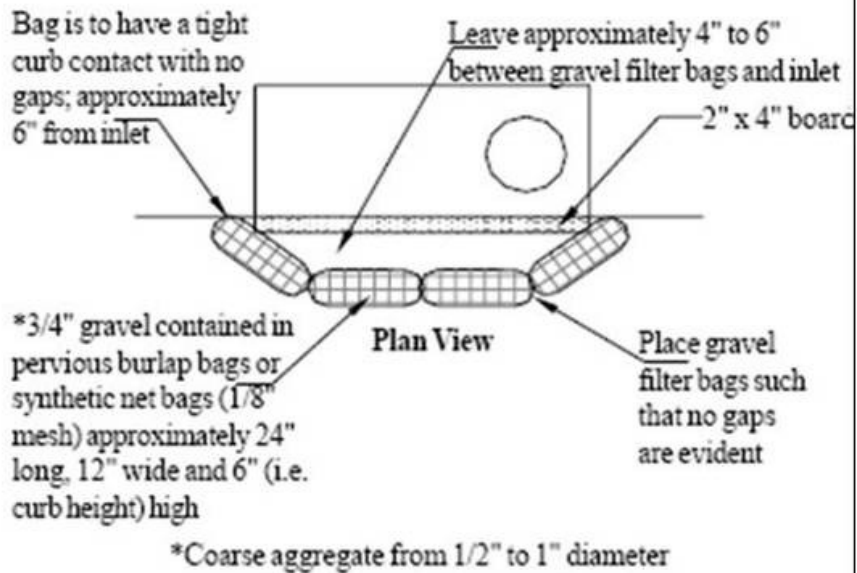 Bag is to have a tight
curb contact with no
gaps; approximately
6" from inlet
Leave approximately 4" to 6"
between gravel filter bags and inlet
2" x 4" board
*3/4" gravel contained in
pervious burlap bags or
synthetic net bags (1/8"
mesh) approximately 24"
long, 12" wide and 6" (i.e.
curb height) high
Plan View
Place gravel
filter bags such
that no gaps
are evident
*Coarse aggregate from 1/2" to 1" diameter